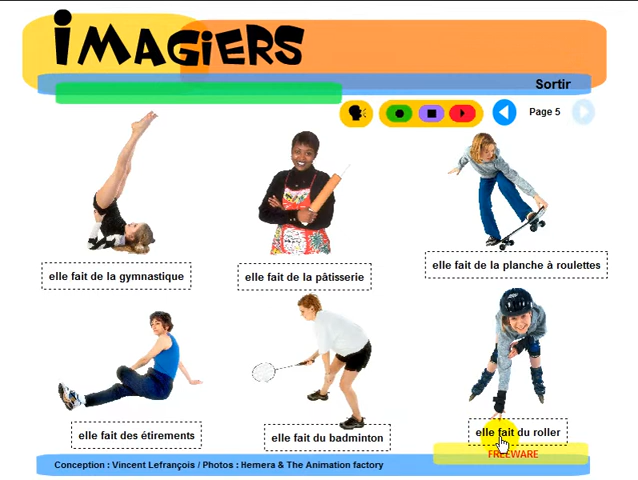 iMAGiERS
Sortir
Page 5
elle fait de la gymnastique
elle fait de la pâtisserie
elle fait de la planche à roulettes
elle fait des étirements
elle fait du badminton
elle fait du roller
FREEWARE
Conception : Vincent Lefrançois / Photos : Hemera & The Animation factory